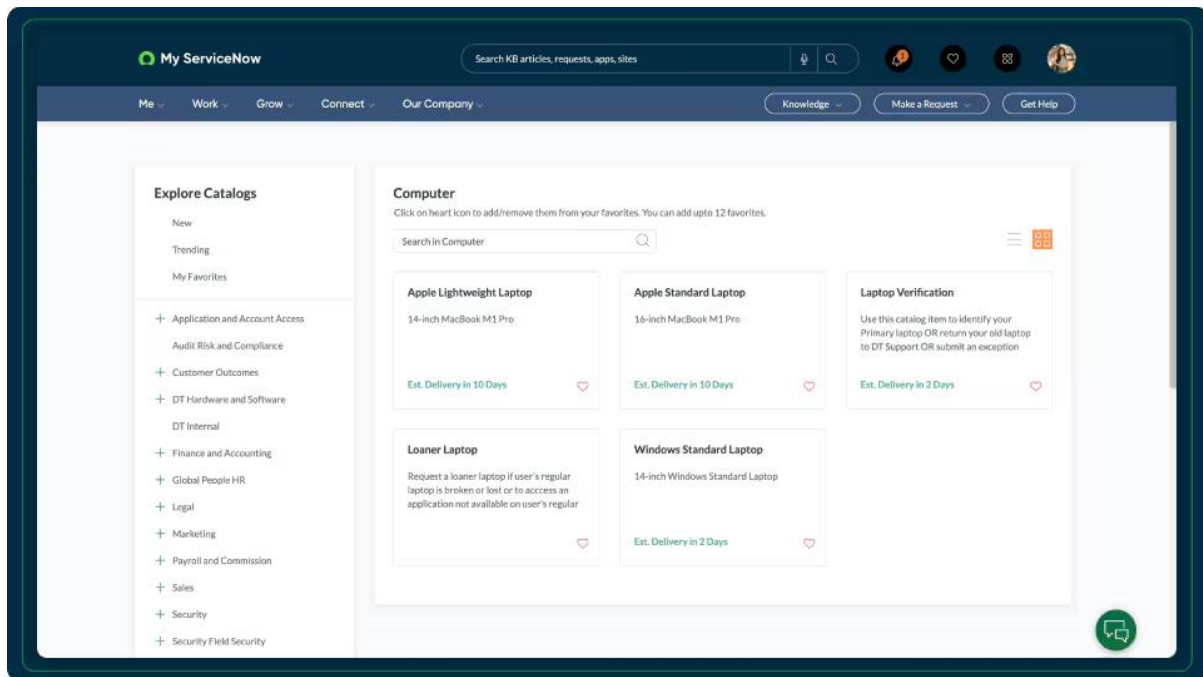 My ServiceNow
Search KB articles, requests, apps, sites
Me
Work
Grow
Connect
Our Company
Knowledge
Make a Request
Get Help
Explore Catalogs
New
Trending
My Favorites
Application and Account Access
Audit Risk and Compliance
Customer Outcomes
DT Hardware and Software
DT Internal
Finance and Accounting
Global People HR
Legal
Marketing
Payroll and Commission
Sales
Security
Security Field Security
Computer
Click on heart icon to add/remove them from your favorites. You can add upto 12 favorites.
Search in Computer
Apple Lightweight Laptop
14-inch MacBook M1 Pro
Est. Delivery in 10 Days
Apple Standard Laptop
16-inch MacBook M1 Pro
Est. Delivery in 10 Days
Laptop Verification
Use this catalog item to identify your
Primary laptop OR return your old laptop
to DT Support OR submit an exception
Est. Delivery in 2 Days
Loaner Laptop
Request a loaner laptop if user's regular
laptop is broken or lost or to acccess an
application not available on user's regular
Windows Standard Laptop
14-inch Windows Standard Laptop
Est. Delivery in 2 Days